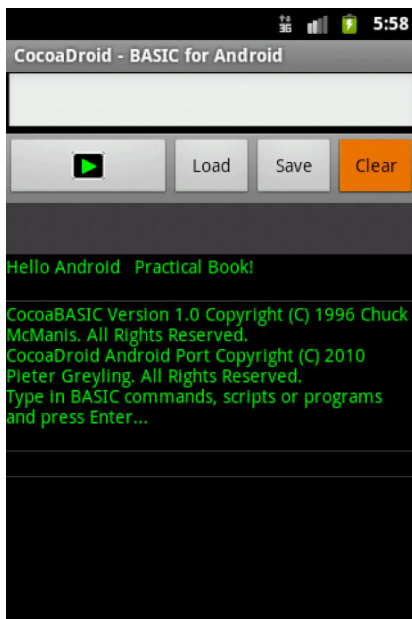 3G 5:58
CocoaDroid - BASIC for Android
Load Save Clear
Hello Android   Practical Book!
CocoaBASIC Version 1.0 Copyright (C) 1996 Chuck
McManis. All Rights Reserved.
CocoaDroid Android Port Copyright (C) 2010
Pieter Greyling. All Rights Reserved.
Type in BASIC commands, scripts or programs
and press Enter...